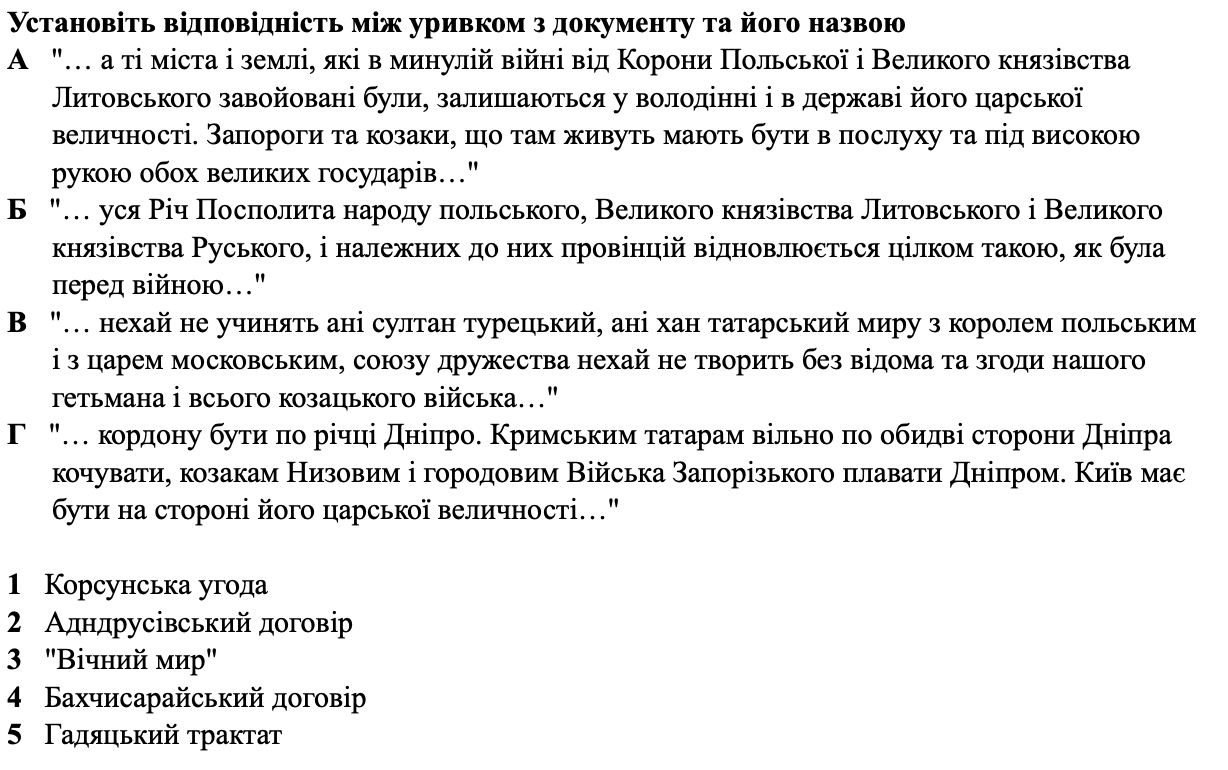 Установіть відповідність між уривком з документу та його назвою
А "… а ті міста і землі, які в минулій війні від Корони Польської і Великого князівства
Литовського завойовані були, залишаються у володінні і в державі його царської
величності. Запороги та козаки, що там живуть мають бути в послуху та під високою
рукою обох великих государів…"
Б "… уся Річ Посполита народу польського, Великого князівства Литовського і Великого
князівства Руського, і належних до них провінцій відновлюється цілком такою, як була
перед війною…"
В "… нехай не учинять ані султан турецький, ані хан татарський миру з королем польським
і з царем московським, союзу дружества нехай не творить без відома та згоди нашого
гетьмана і всього козацького війська…"
Г "… кордону бути по річці Дніпро. Кримським татарам вільно по обидві сторони Дніпра
кочувати, козакам Низовим і городовим Війська Запорізького плавати Дніпром. Київ має
бути на стороні його царської величності…"
1 Корсунська угода
2 Адндрусівський договір
3 "Вічний мир"
4 Бахчисарайський договір
5 Гадяцький трактат